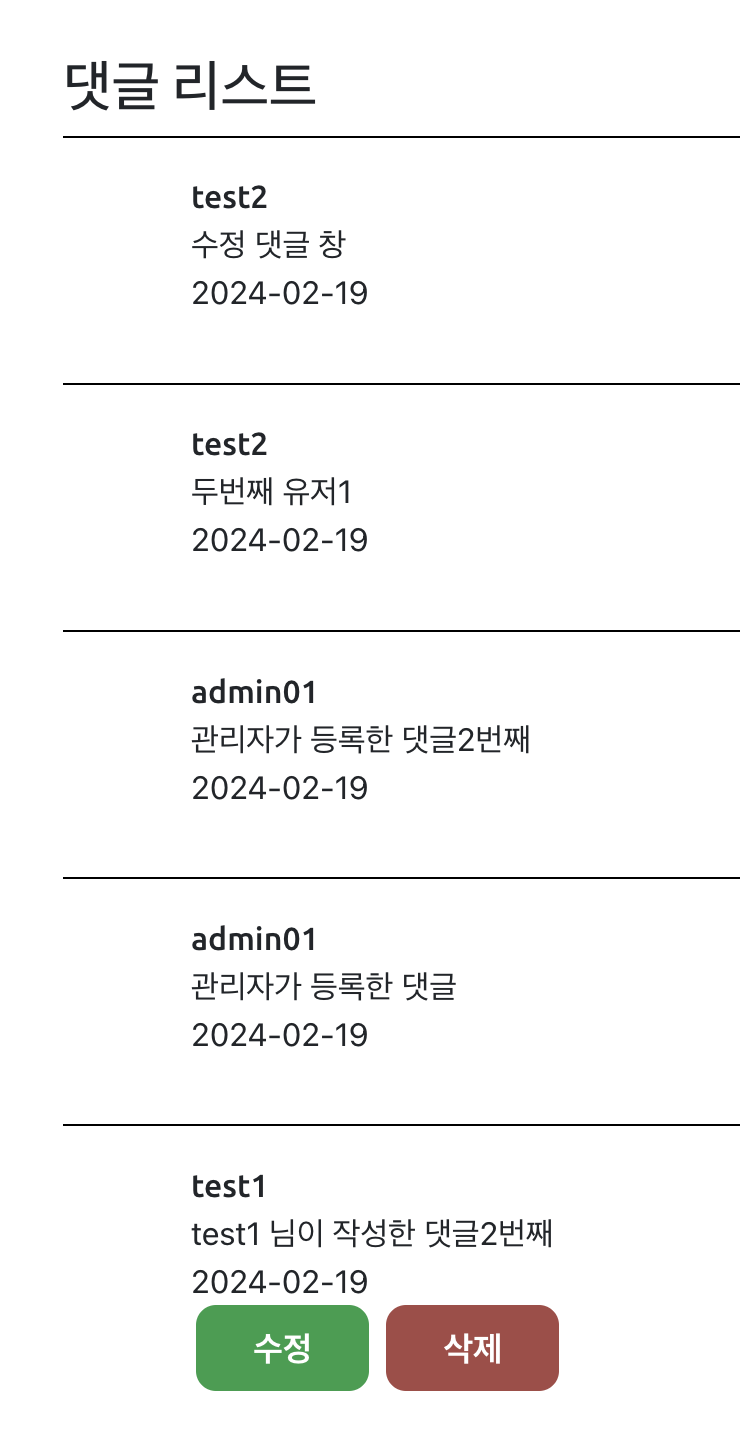 댓글 리스트
test2
수정 댓글 창
2024-02-19
test2
두번째 유저1
2024-02-19
admin01
관리자가 등록한 댓글2번째
2024-02-19
admin01
관리자가 등록한 댓글
2024-02-19
test1
test1 님이 작성한 댓글2번째
2024-02-19
수정 삭제